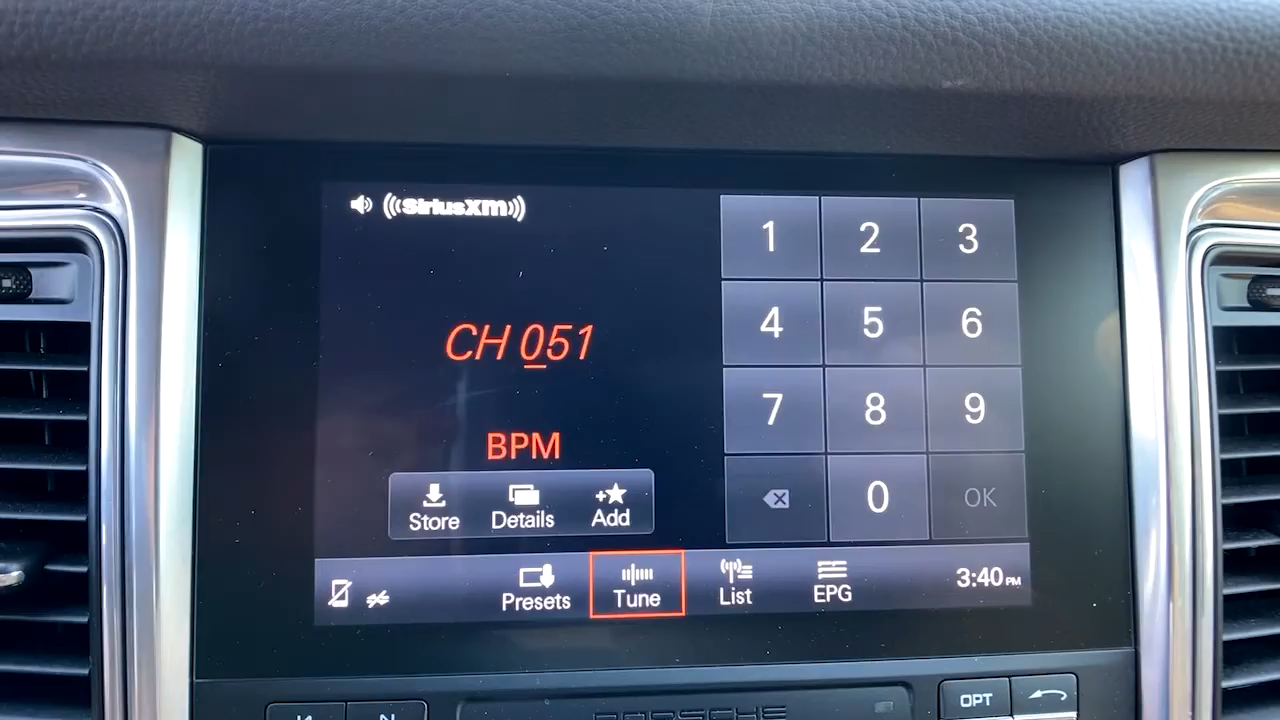 SiriusXM
CH 051
BPM
Store Details +Add
1 2 3
4 5 6
7 8 9
0 OK
Presets Tune List EPG 3:40 PM
OPT
PORSCHE